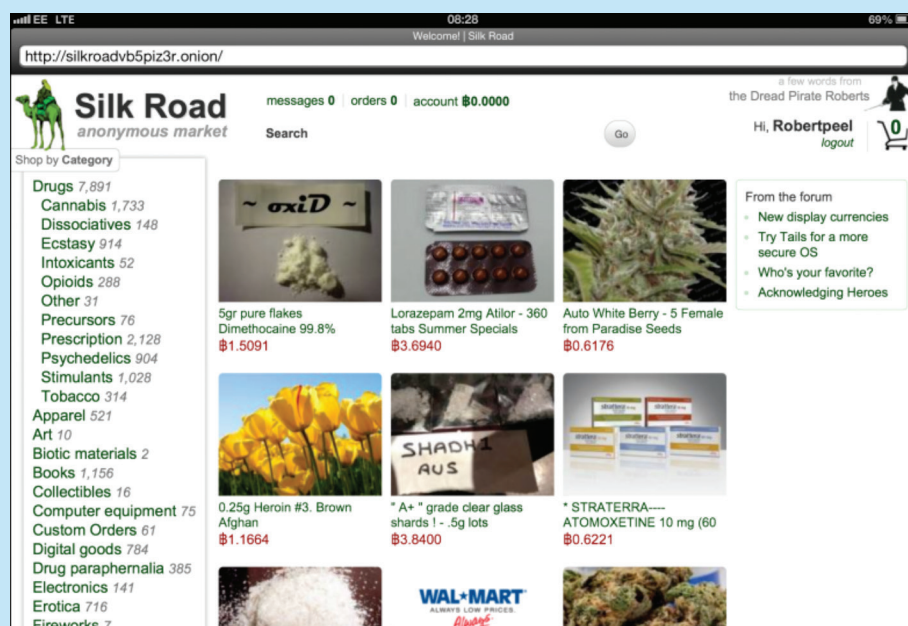 EE LTE 08:28 69%
Welcome! | Silk Road
http://silkroadvb5piz3r.onion/
Silk Road
anonymous market
messages 0 orders 0 account ฿0.0000
Search Go
a few words from
the Dread Pirate Roberts
Hi, Robertpeel
logout
0
Shop by Category
Drugs 7,891
Cannabis 1,733
Dissociatives 148
Ecstasy 914
Intoxicants 52
Opioids 288
Other 31
Precursors 76
Prescription 2,128
Psychedelics 904
Stimulants 1,028
Tobacco 314
Apparel 521
Art 10
Biotic materials 2
Books 1,156
Collectibles 16
Computer equipment 75
Custom Orders 61
Digital goods 784
Drug paraphernalia 385
Electronics 141
Erotica 716
Fireworks 7
~ oxiD ~
5gr pure flakes
Dimethocaine 99.8%
฿1.5091
Lorazepam 2mg Atilor - 360
tabs Summer Specials
฿3.6940
Auto White Berry - 5 Female
from Paradise Seeds
฿0.6176
0.25g Heroin #3. Brown
Afghan
฿1.1664
SHADH1
AUS
" A+ " grade clear glass
shards ! - .5g lots
฿3.8400
strattera
strattera
strattera
strattera
strattera
* STRATERRA----
ATOMOXETINE 10 mg (60
฿0.6221
WAL★MART
ALWAYS LOW PRICES.
Always
From the forum
New display currencies
Try Tails for a more
secure OS
Who's your favorite?
Acknowledging Heroes